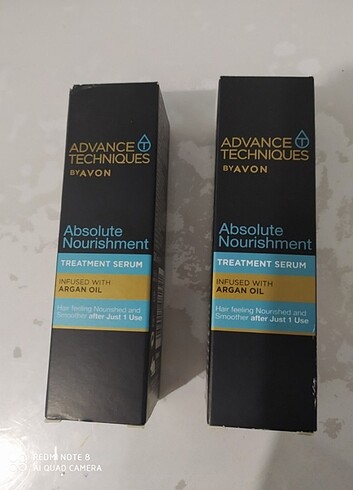 ADVANCE
TECHNIQUES
BY AVON
Absolute
Nourishment
TREATMENT SERUM
INFUSED WITH
ARGAN OIL
Hair feeling Nourished and
Smoother after Just 1 Use
ADVANCE
TECHNIQUES
BY AVON
Absolute
Nourishment
TREATMENT SERUM
INFUSED WITH
ARGAN OIL
Hair feeling Nourished and
Smoother after Just 1 Use
REDMI NOTE 8
AI QUAD CAMERA